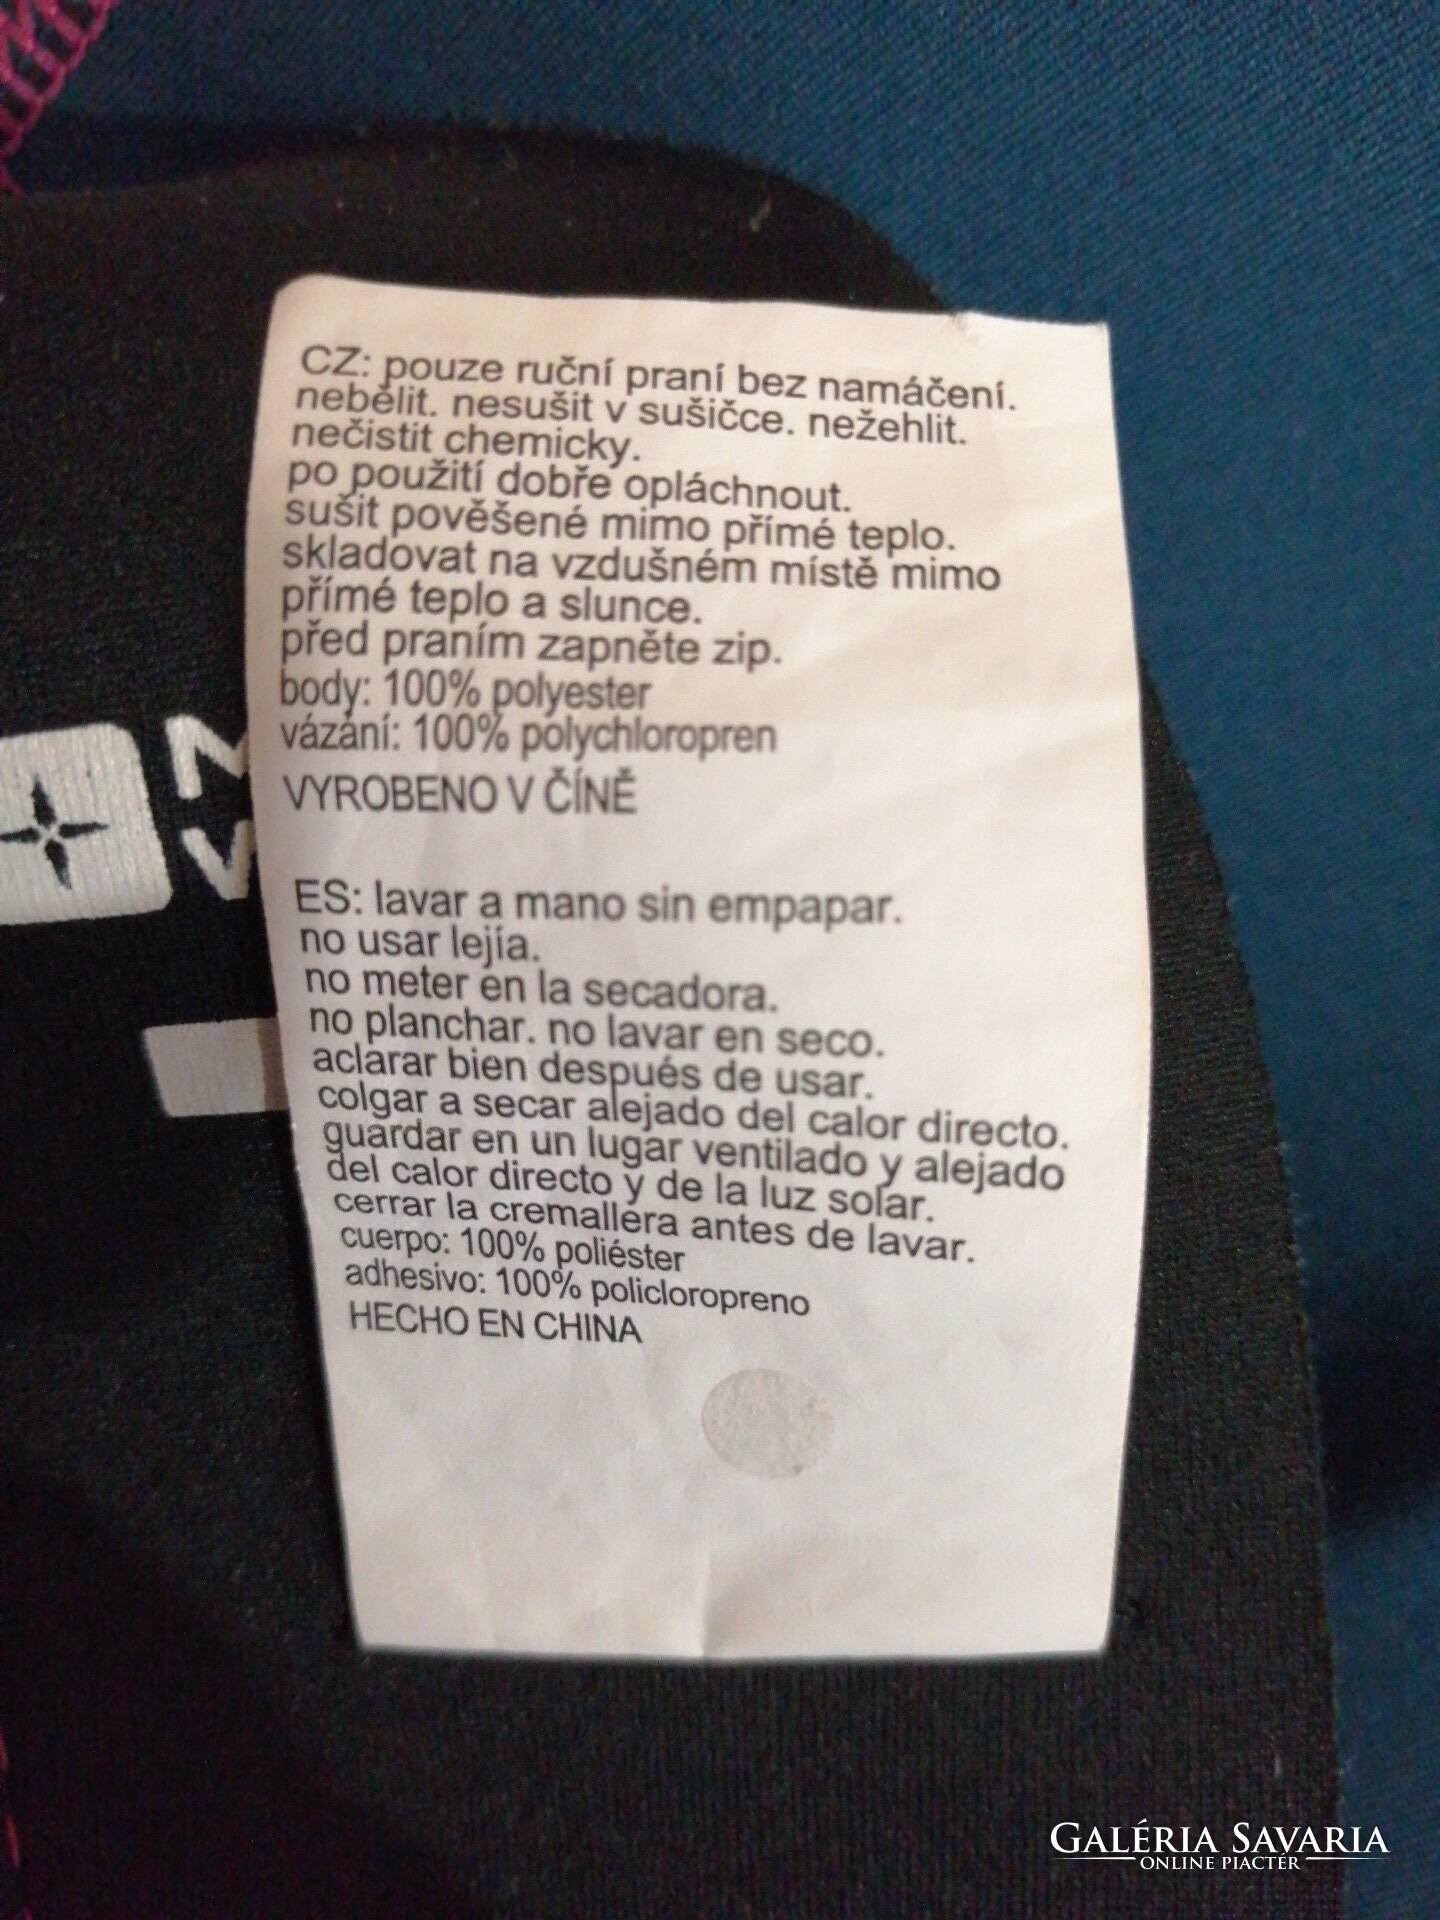 CZ: pouze ruční praní bez namáčení.
nebělit. nesušit v sušičce. nežehlit.
nečistit chemicky.
po použití dobře opláchnout.
sušit pověšené mimo přímé teplo.
skladovat na vzdušném místě mimo
přímé teplo a slunce.
před praním zapněte zip.
body: 100% polyester
vázání: 100% polychloropren
VYROBENO V ČÍNĚ
ES: lavar a mano sin empapar.
no usar lejía.
no meter en la secadora.
no planchar. no lavar en seco.
aclarar bien después de usar.
colgar a secar alejado del calor directo.
guardar en un lugar ventilado y alejado
del calor directo y de la luz solar.
cerrar la cremallera antes de lavar.
cuerpo: 100% poliéster
adhesivo: 100% policloropreno
HECHO EN CHINA
GALÉRIA SAVARIA
ONLINE PIACTÉR